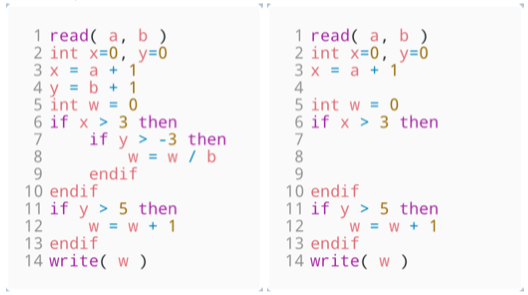 1 read( a, b )
2 int x=0, y=0
3 x = a + 1
4 y = b + 1
5 int w = 0
6 if x > 3 then
7 if y > -3 then
8 w = w / b
9 endif
10 endif
11 if y > 5 then
12 w = w + 1
13 endif
14 write( w )
1 read( a, b )
2 int x=0, y=0
3 x = a + 1
4
5 int w = 0
6 if x > 3 then
7
8
9
10 endif
11 if y > 5 then
12 w = w + 1
13 endif
14 write( w )